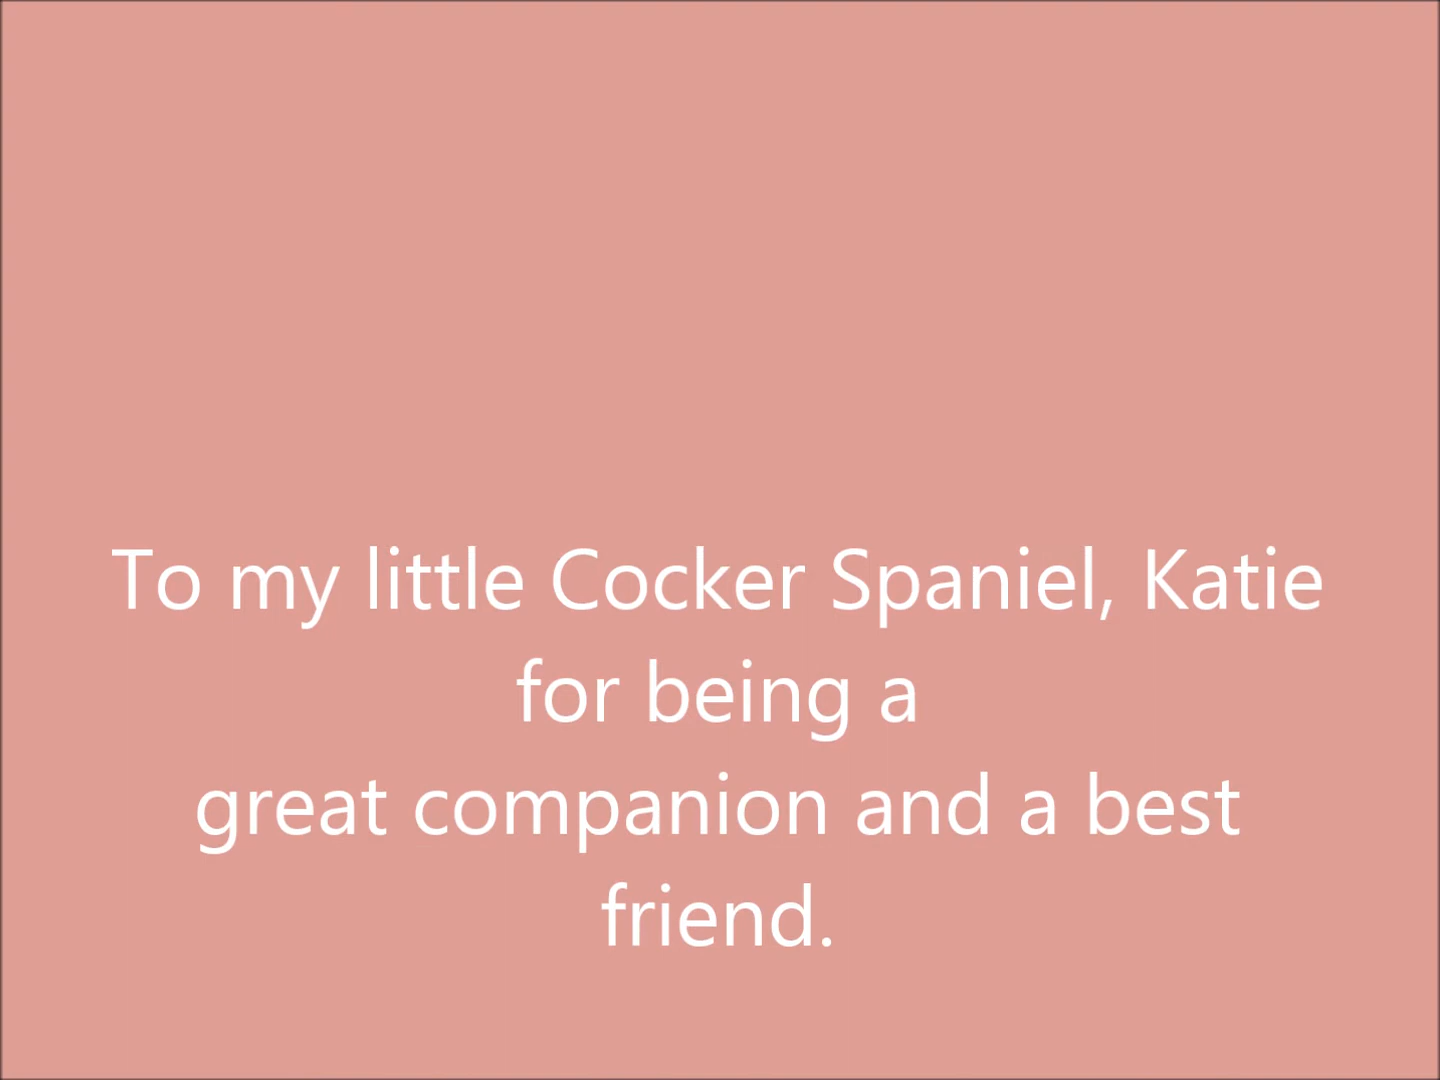 To my little Cocker Spaniel, Katie
for being a
great companion and a best
friend.